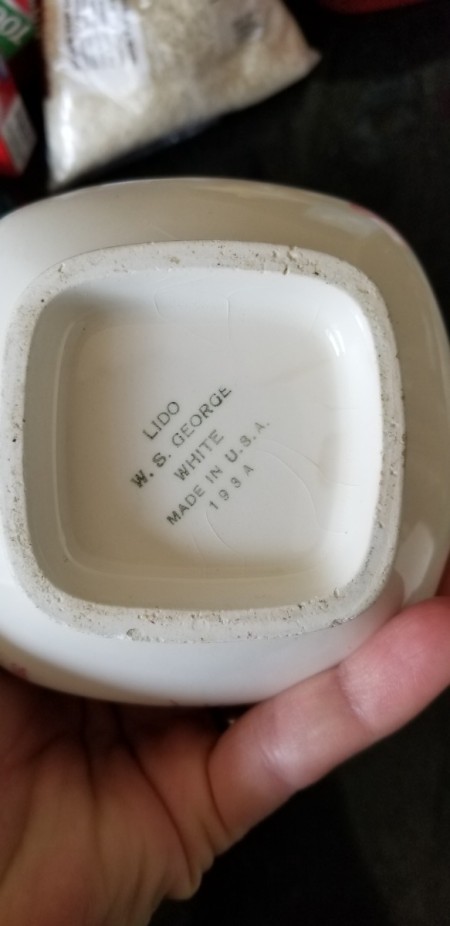 LIDO
W. S. GEORGE
WHITE
MADE IN U.S.A.
193A